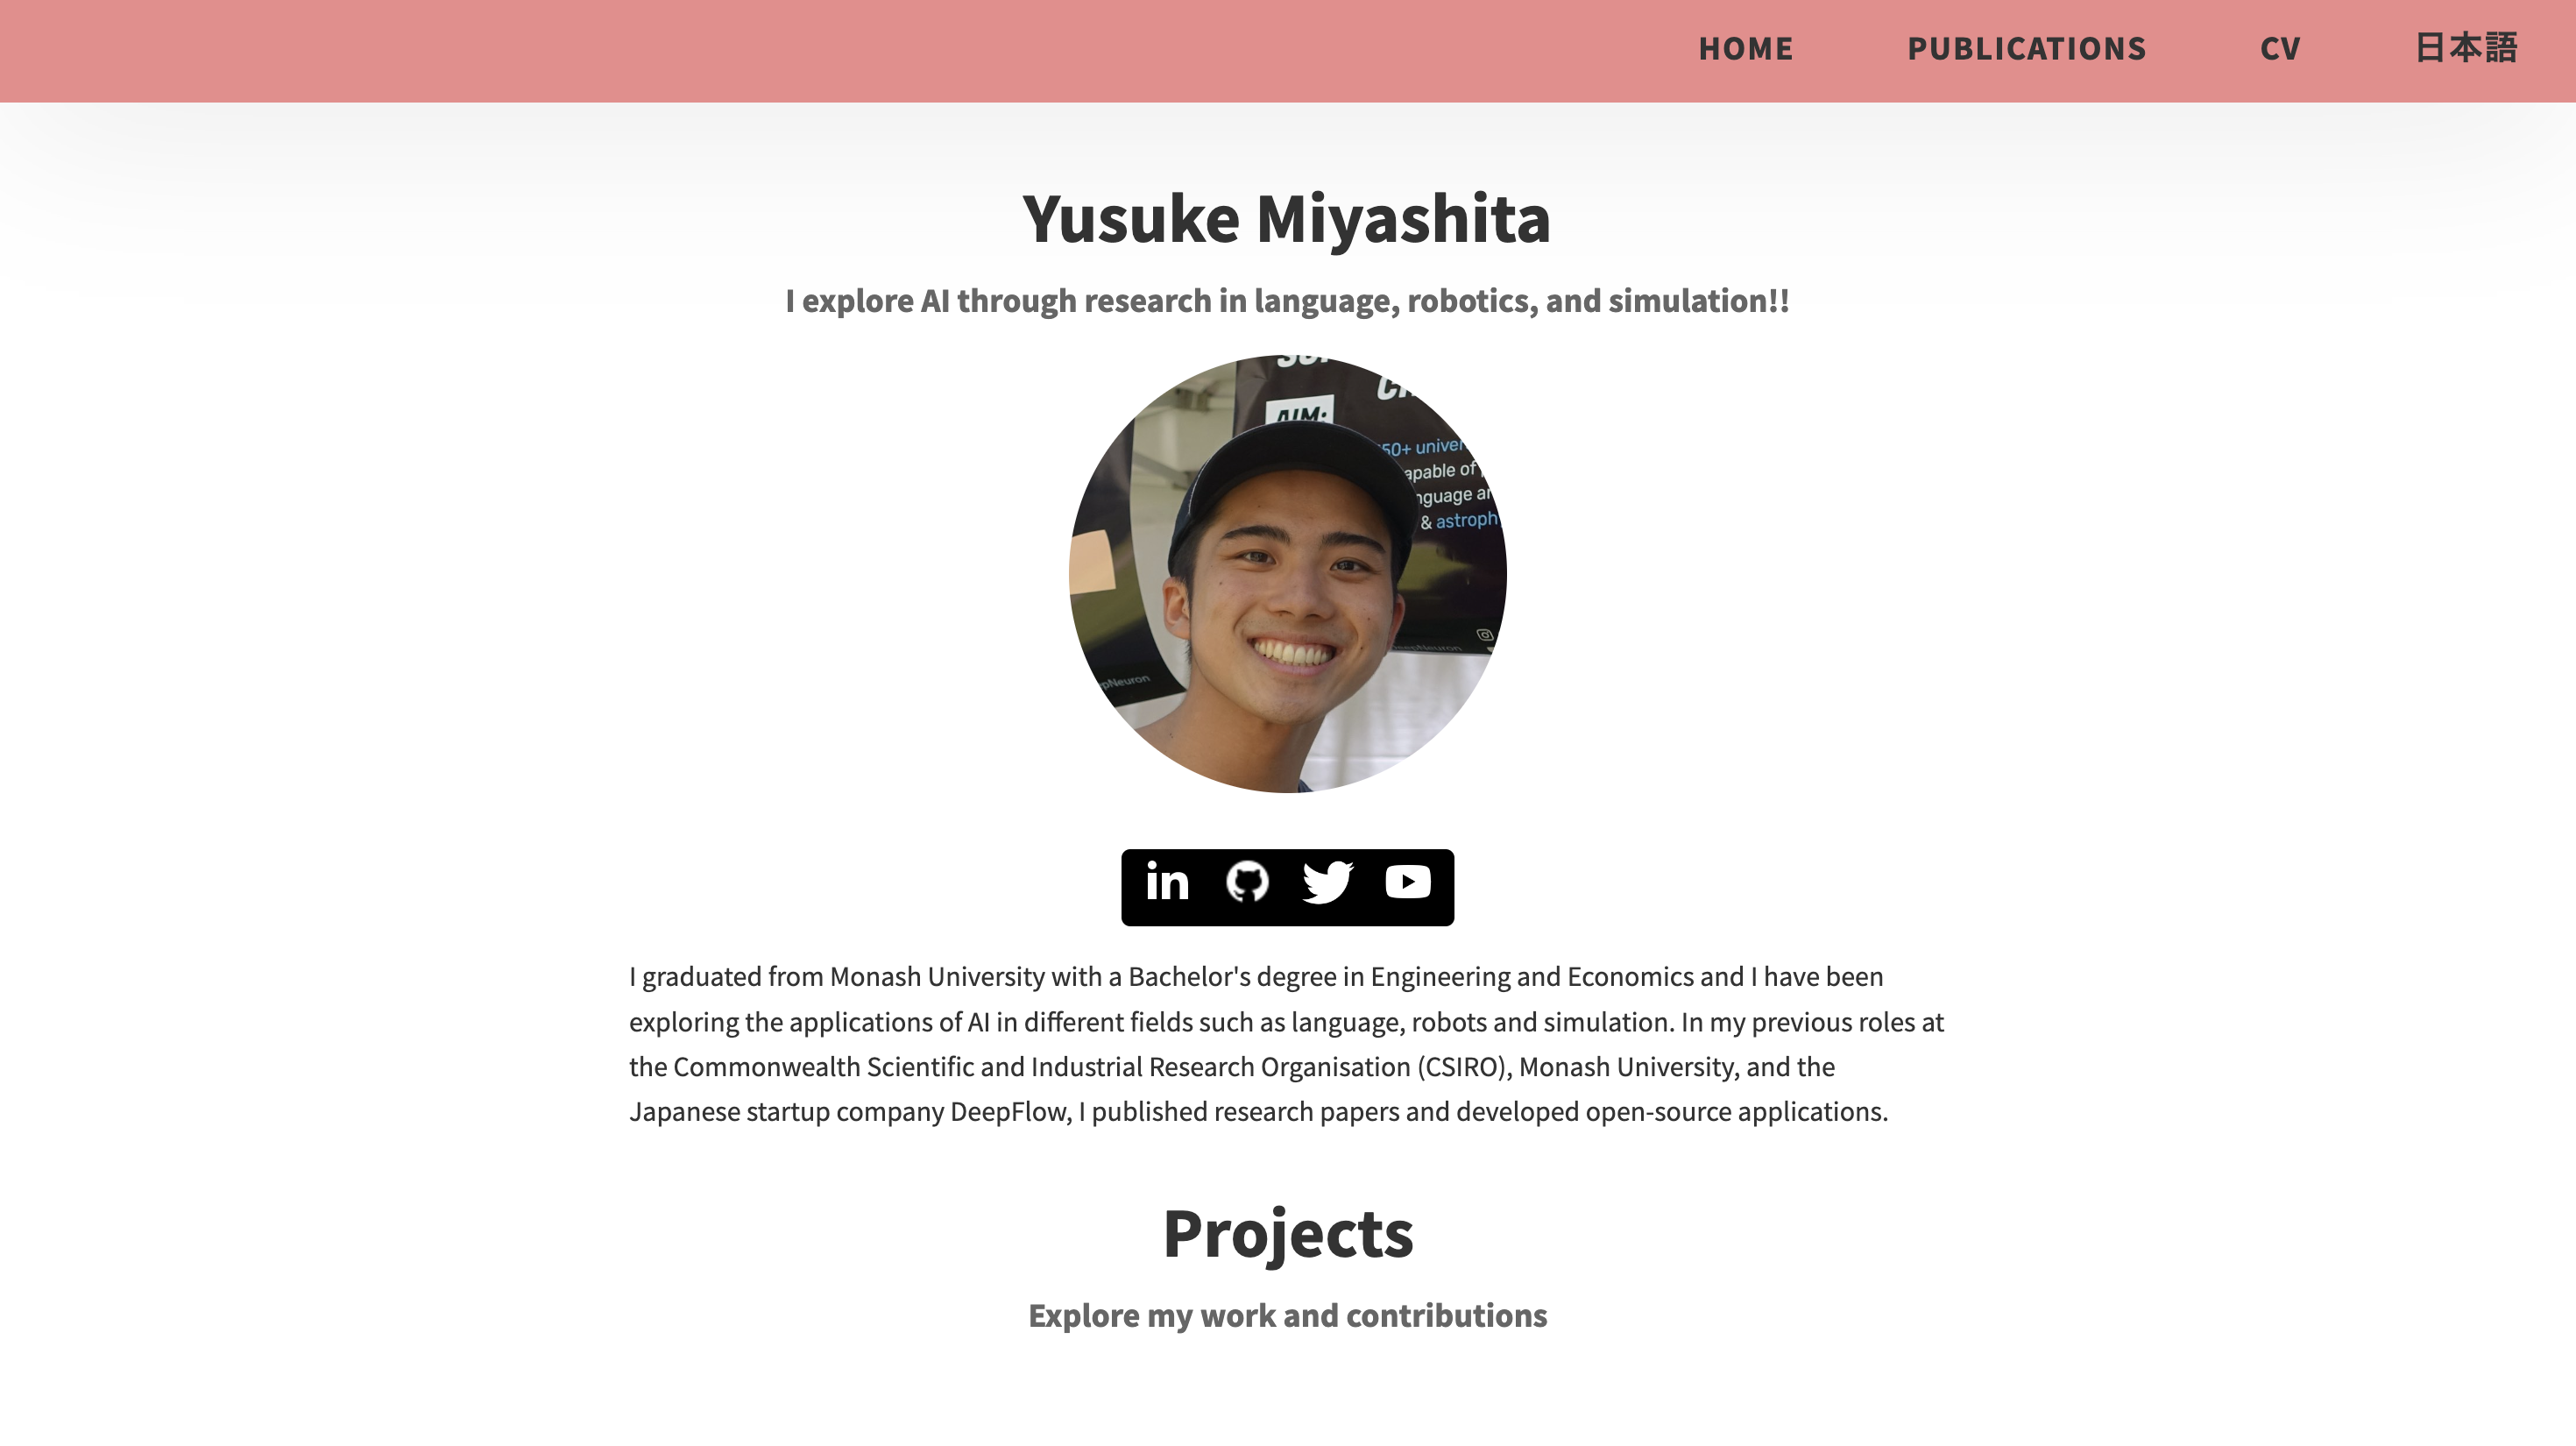 HOME PUBLICATIONS CV 日本語
Yusuke Miyashita
I explore AI through research in language, robotics, and simulation!!
AIM:
50+ univer
apable of
nguage ar
& astroph
pNeuron
in
I graduated from Monash University with a Bachelor's degree in Engineering and Economics and I have been
exploring the applications of AI in different fields such as language, robots and simulation. In my previous roles at
the Commonwealth Scientific and Industrial Research Organisation (CSIRO), Monash University, and the
Japanese startup company DeepFlow, I published research papers and developed open-source applications.
Projects
Explore my work and contributions